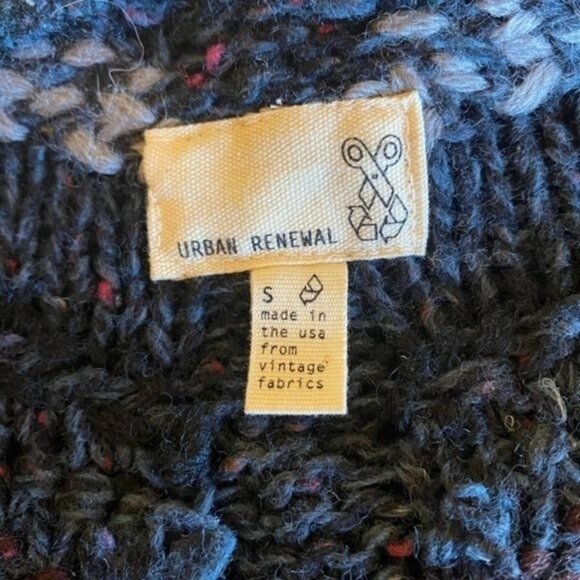 URBAN RENEWAL
S
made in
the usa
from
vintage
fabrics